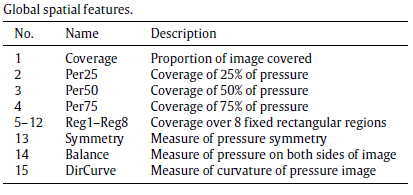 Global spatial features.
No. Name Description
1 Coverage Proportion of image covered
2 Per25 Coverage of 25% of pressure
3 Per50 Coverage of 50% of pressure
4 Per75 Coverage of 75% of pressure
5–12 Reg1–Reg8 Coverage over 8 fixed rectangular regions
13 Symmetry Measure of pressure symmetry
14 Balance Measure of pressure on both sides of image
15 DirCurve Measure of curvature of pressure image